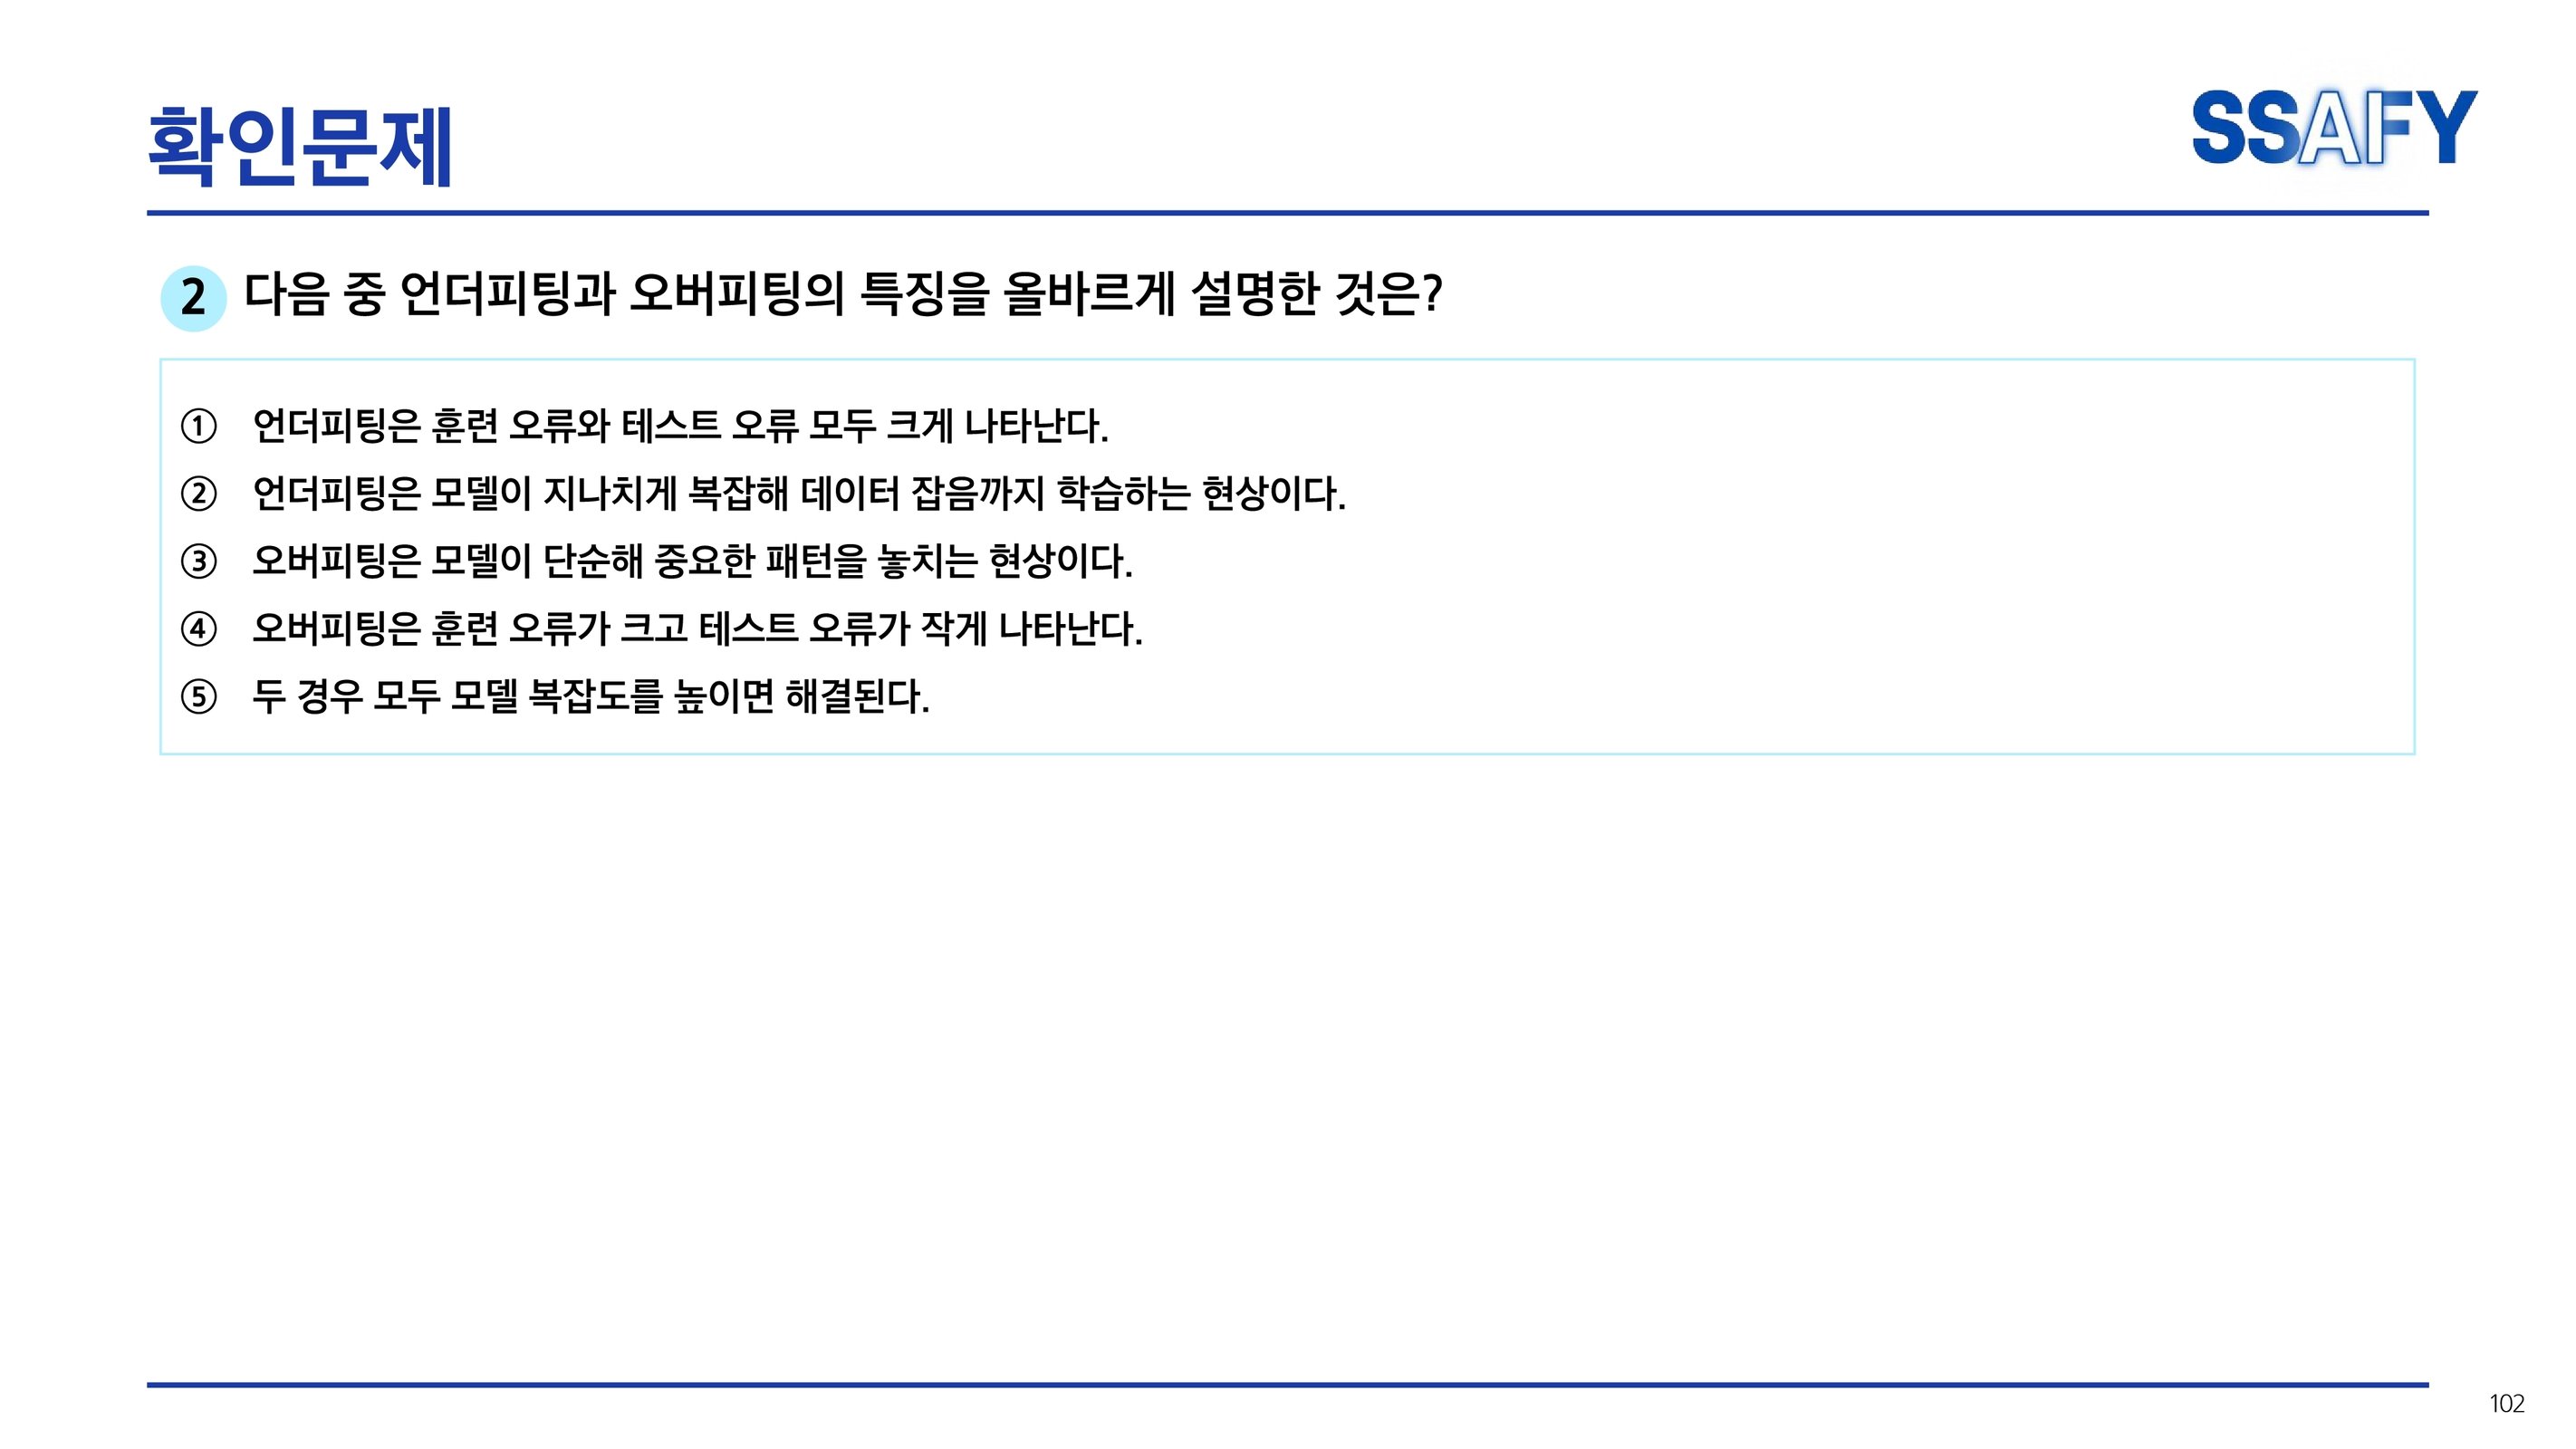 확인문제
SSAFY
2 다음 중 언더피팅과 오버피팅의 특징을 올바르게 설명한 것은?
① 언더피팅은 훈련 오류와 테스트 오류 모두 크게 나타난다.
② 언더피팅은 모델이 지나치게 복잡해 데이터 잡음까지 학습하는 현상이다.
③ 오버피팅은 모델이 단순해 중요한 패턴을 놓치는 현상이다.
④ 오버피팅은 훈련 오류가 크고 테스트 오류가 작게 나타난다.
⑤ 두 경우 모두 모델 복잡도를 높이면 해결된다.
102